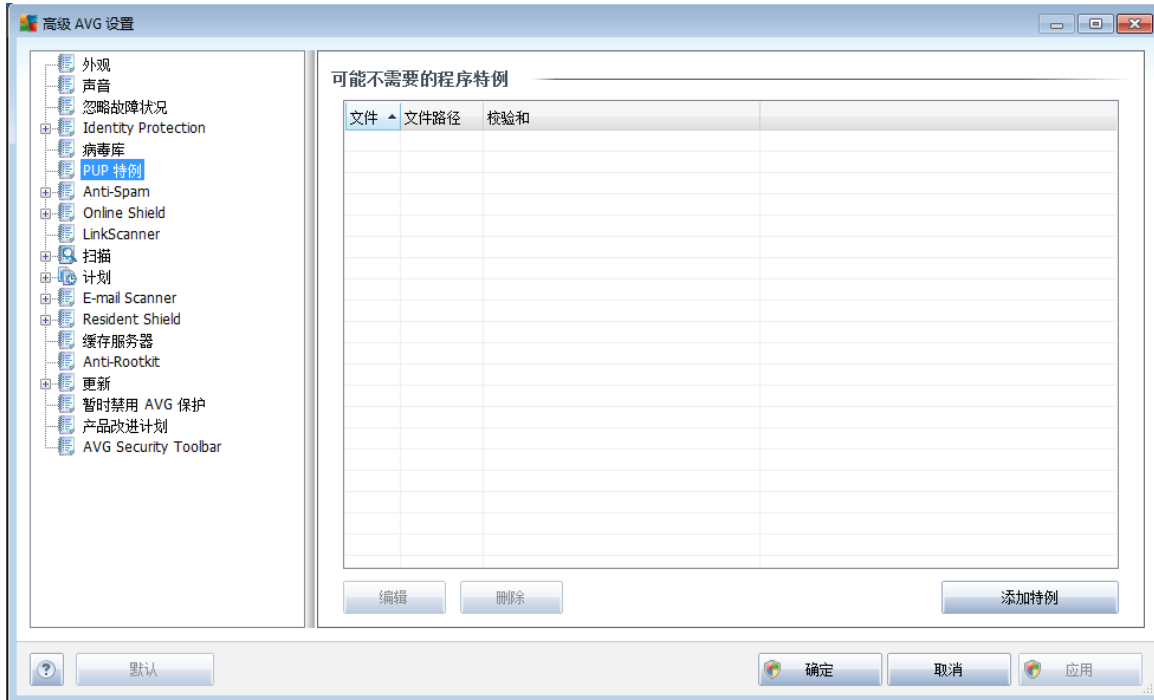 高级 AVG 设置
外观
声音
忽略故障状况
Identity Protection
病毒库
PUP 特例
Anti-Spam
Online Shield
LinkScanner
扫描
计划
E-mail Scanner
Resident Shield
缓存服务器
Anti-Rootkit
更新
暂时禁用 AVG 保护
产品改进计划
AVG Security Toolbar
可能不需要的程序特例
文件 文件路径 校验和
编辑 删除 添加特例
? 默认 确定 取消 应用